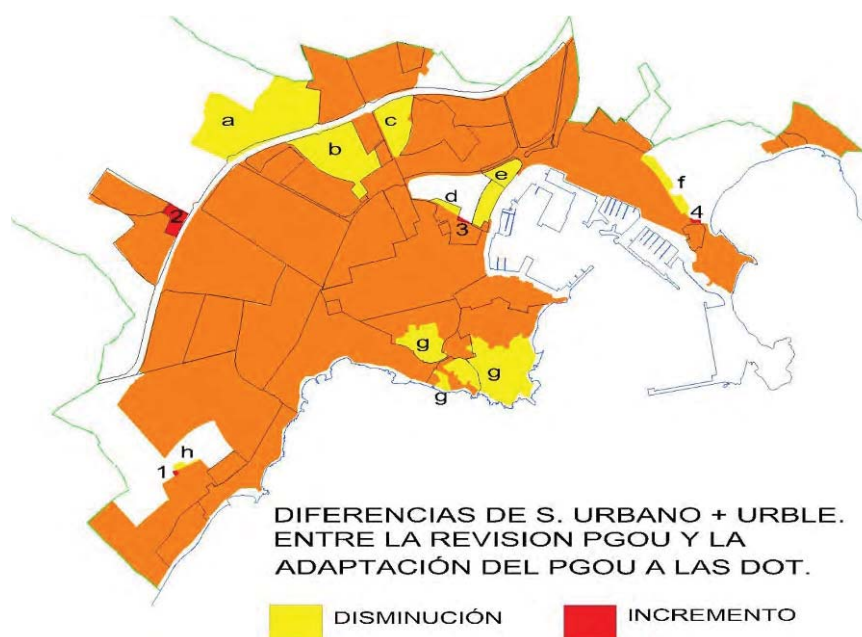 a
c
b
e
d
f
2
3
4
g
g
g
h
1
DIFERENCIAS DE S. URBANO + URBLE.
ENTRE LA REVISION PGOU Y LA
ADAPTACIÓN DEL PGOU A LAS DOT.
DISMINUCIÓN
INCREMENTO